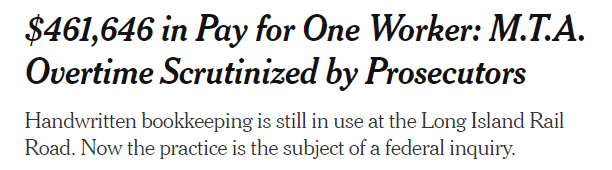 $461,646 in Pay for One Worker: M.T.A.
Overtime Scrutinized by Prosecutors
Handwritten bookkeeping is still in use at the Long Island Rail
Road. Now the practice is the subject of a federal inquiry.